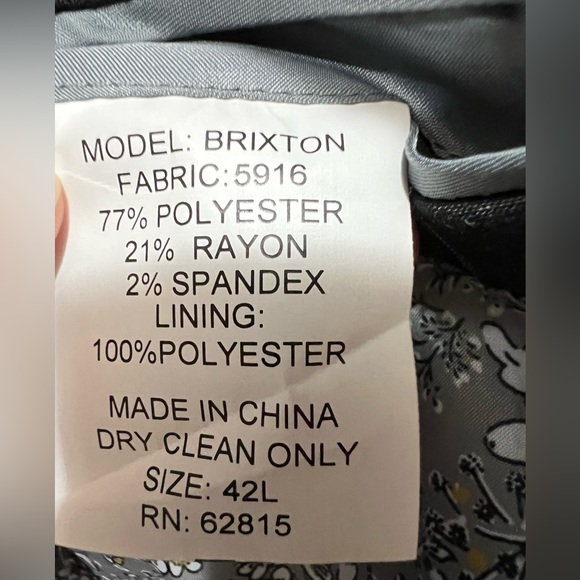 MODEL: BRIXTON
FABRIC:5916
77% POLYESTER
21% RAYON
2% SPANDEX
LINING:
100%POLYESTER
MADE IN CHINA
DRY CLEAN ONLY
SIZE: 42L
RN: 62815